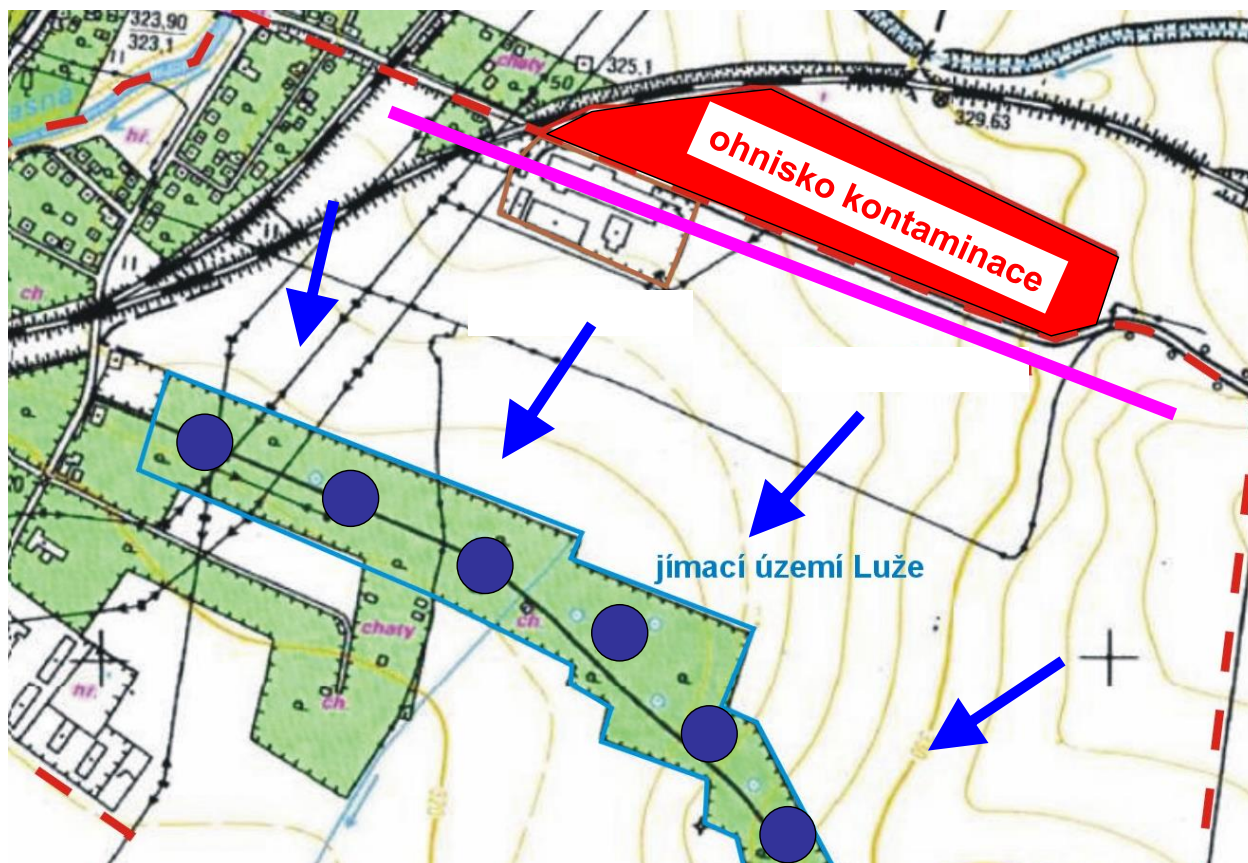 323.90
323.1
chaty
50
325.1
329.63
hř.
ohnisko kontaminace
ch
jímací území Luže
ch.
chaty
nř.
ch.